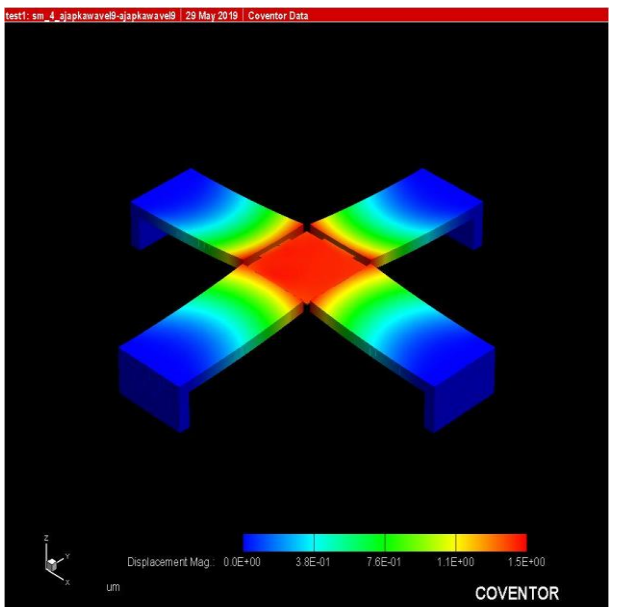 test1: sm_4_ajapkawavel9-ajapkawavel9 | 29 May 2019 | Coventor Data
Z
Y
X
Displacement Mag.: 0.0E+00 3.8E-01 7.6E-01 1.1E+00 1.5E+00
um
COVENTOR